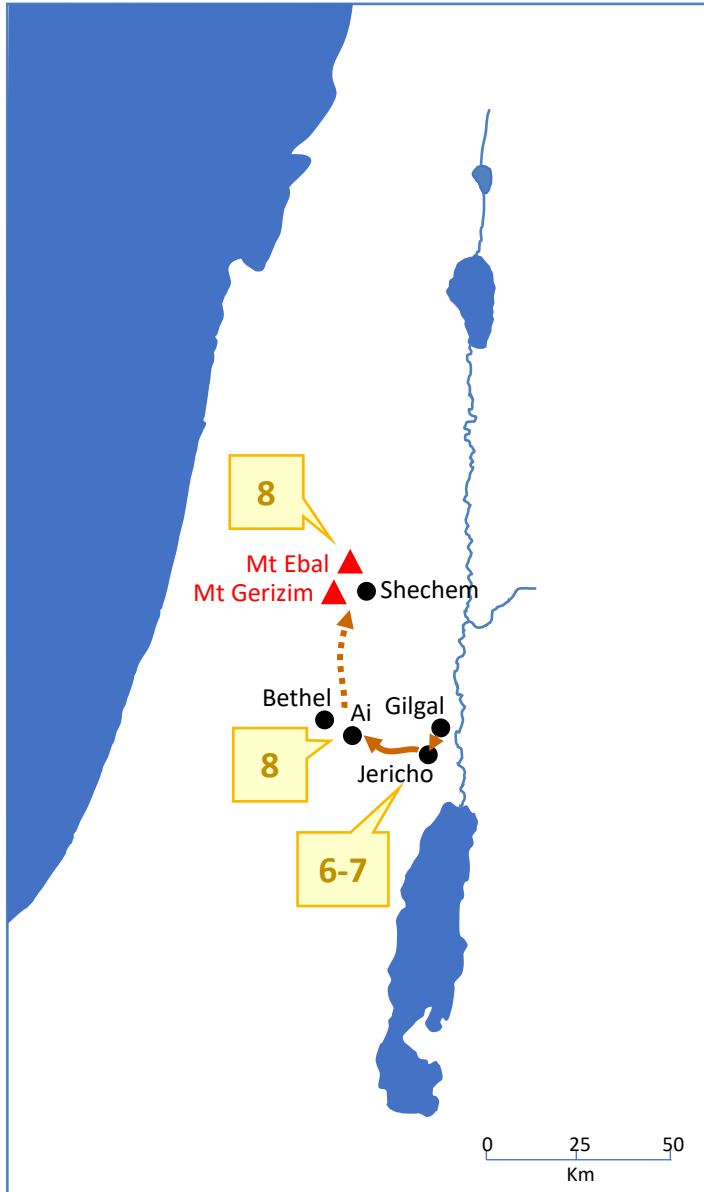 8
Mt Ebal
Mt Gerizim
Shechem
Bethel
Ai
Gilgal
8
Jericho
6-7
0 25 50
Km